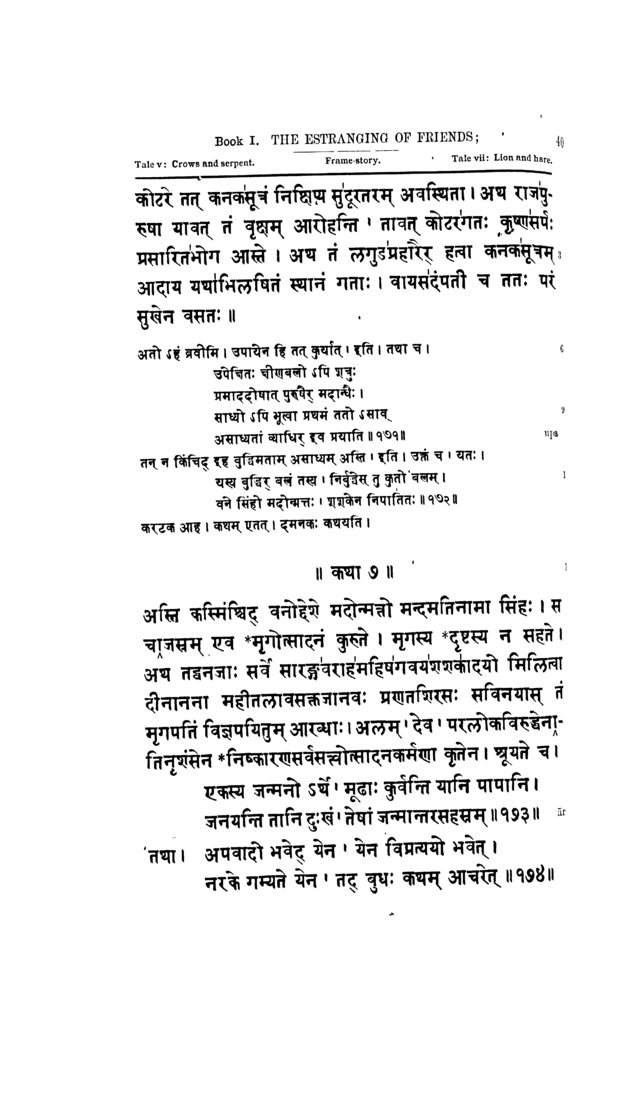 Book I. THE ESTRANGING OF FRIENDS; 40
Tale v: Crows and serpent. Frame-story. Tale vii: Lion and hare.
कोटरे तत् कनकसूत्रं निक्षिप्य सुदूरतरम् अवस्थिता। अथ राजपु-
रुषा यावत् तं वृक्षम् आरोहन्ति ' तावत् कोटरगतः कृष्णसर्पः
प्रसारितभोग आस्ते। अथ तं लगुडप्रहारैर् हत्वा कनकसूत्रम् 3
आदाय यथाभिलषितं स्थानं गताः। वायसदंपती च ततः परं
सुखेन वसतः॥
अतो ऽहं ब्रवीमि। उपायेन हि तत् कुर्यात् ' इति। तथा च। 6
उपेक्षितः क्षीणबलो ऽपि शत्रुः
प्रमाददोषात् पुरुषैर् मदान्धैः।
साध्यो ऽपि भूत्वा प्रथमं ततो ऽसाव् 9
असाध्यतां व्याधिर् इव प्रयाति॥१७१॥
तन् न किंचिद् इह बुद्धिमताम् असाध्यम् अस्ति ' इति। उक्तं च ' यतः।
यस्य बुद्धिर् बलं तस्य ' निर्बुद्धेस् तु कुतो बलम्।
वने सिंहो मदोन्मत्तः ' शशकेन निपातितः॥१७२॥
करटक आह। कथम् एतत्। दमनकः कथयति।
॥ कथा ७॥
अस्ति कस्मिंश्चिद् वनोद्देशे मदोन्मत्तो मन्दमतिनामा सिंहः। स
चाजस्रम् एव *मृगोत्सादनं कुरुते। मृगस्य *दृष्टस्य न सहते।
अथ तद्वनजाः सर्वे सारङ्गवराहमहिषगवयशशकादयो मिलित्वा
दीनानना महीतलावसक्तजानवः प्रणतशिरसः सविनयास् तं
मृगपतिं विज्ञपयितुम् आरब्धाः। अलम् ' देव ' परलोकविरुद्धेना-
तिनृशंसेन *निष्कारणसर्वसत्त्वोत्सादनकर्मणा कृतेन। श्रूयते च।
एकस्य जन्मनो ऽर्थे ' मूढाः कुर्वन्ति यानि पापानि।
जनयन्ति तानि दुःखं ' तेषां जन्मान्तरसहस्रम्॥१७३॥ ār
तथा। अपवादो भवेद् येन ' येन विप्रत्ययो भवेत्।
नरके गम्यते येन ' तद् बुधः कथम् आचरेत्॥१७४॥